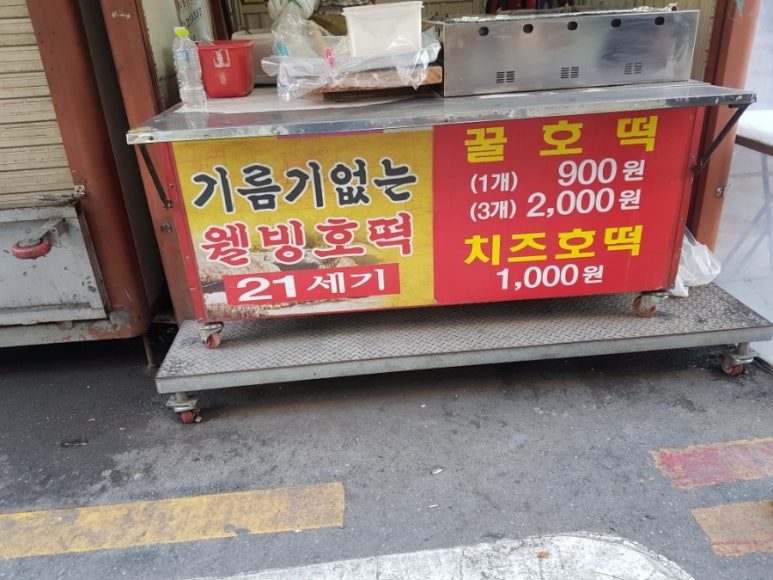 기름기없는
웰빙호떡
21세기
꿀호떡
(1개) 900원
(3개) 2,000원
치즈호떡
1,000원